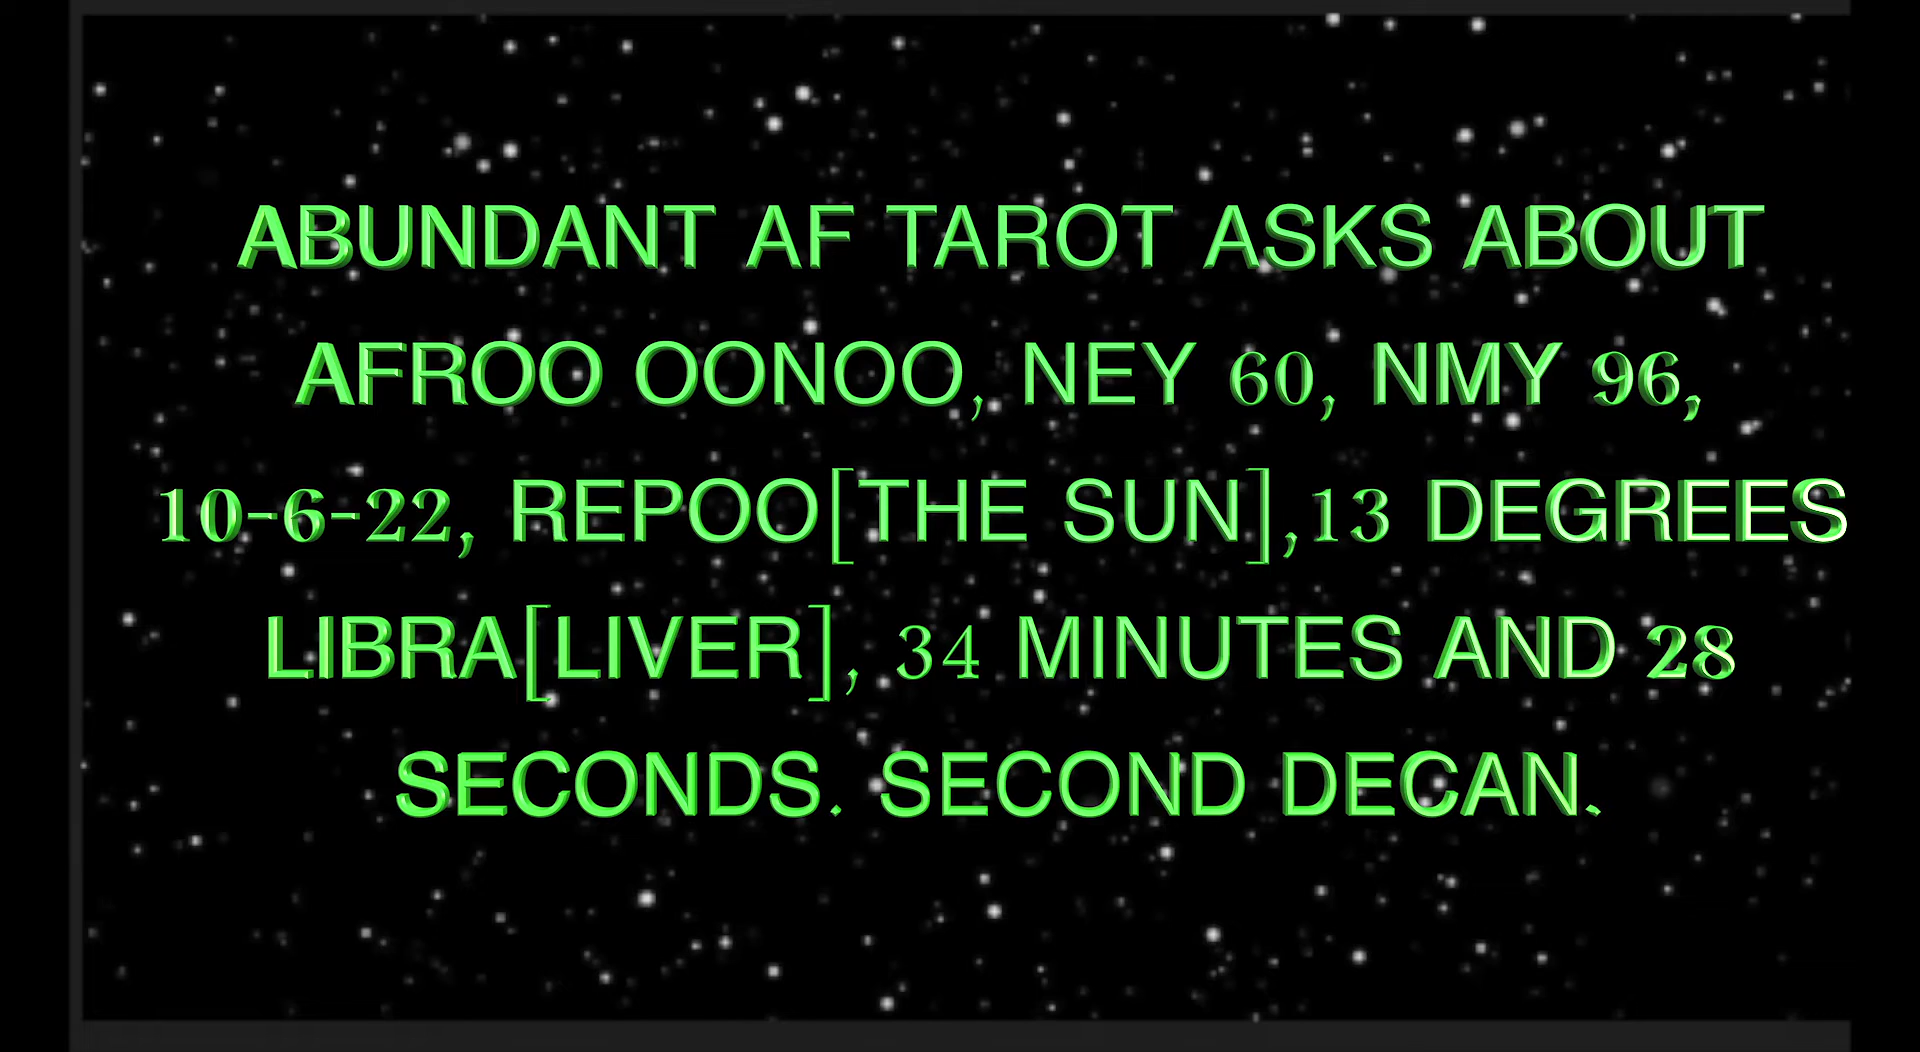 ABUNDANT AF TAROT ASKS ABOUT
AFROO OONOO, NEY 60, NMY 96,
10-6-22, REPOO[THE SUN],13 DEGREES
LIBRA[LIVER], 34 MINUTES AND 28
SECONDS. SECOND DECAN.